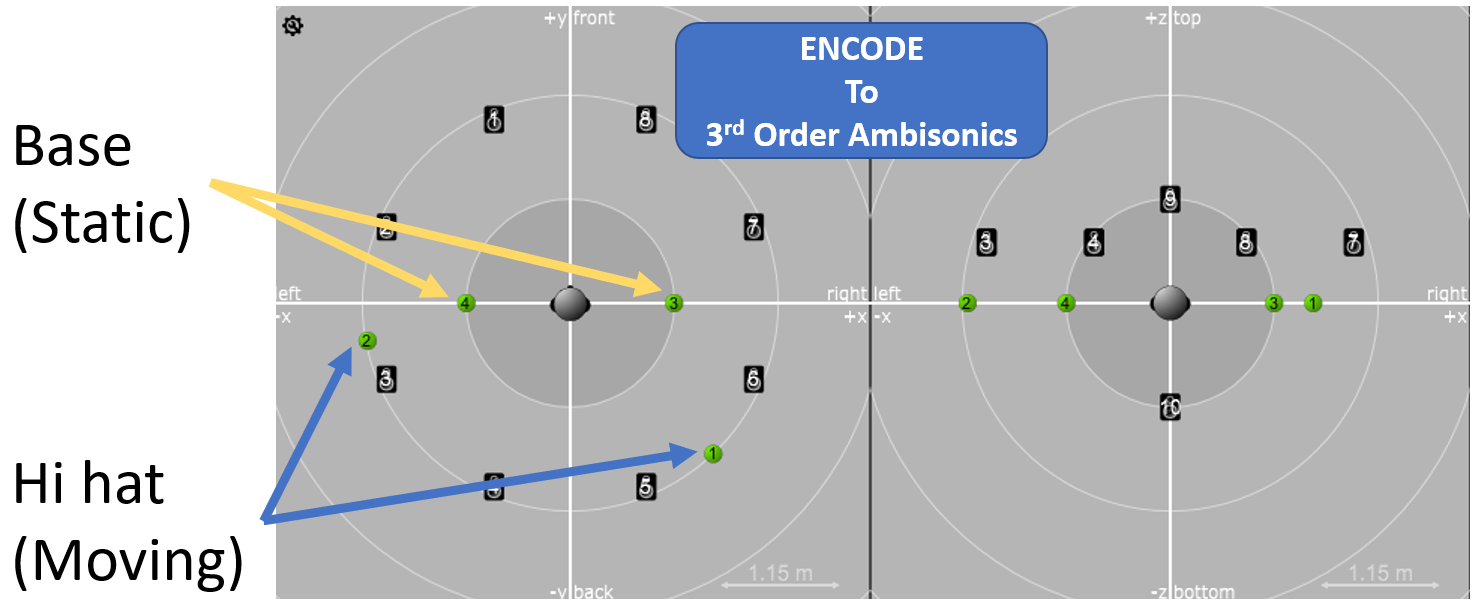 Base
(Static)
Hi hat
(Moving)
ENCODE
To
3rd Order Ambisonics
+y front
1
8
2
7
4
3
left
right
-x
+x
2
3
6
1
4
5
1.15 m
-y back
+z top
9
3
4
8
7
2
4
3
1
left
right
-x
+x
10
1.15 m
-z bottom